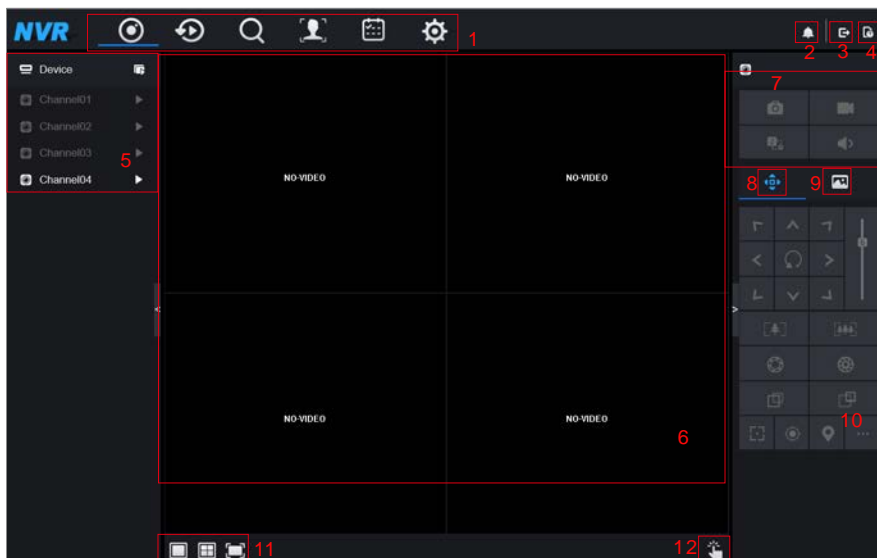 NVR
1
2
3
4
Device
7
Channel01
Channel02
Channel03
5
Channel04
NO-VIDEO
NO-VIDEO
8
9
NO-VIDEO
NO-VIDEO
10
6
11
12